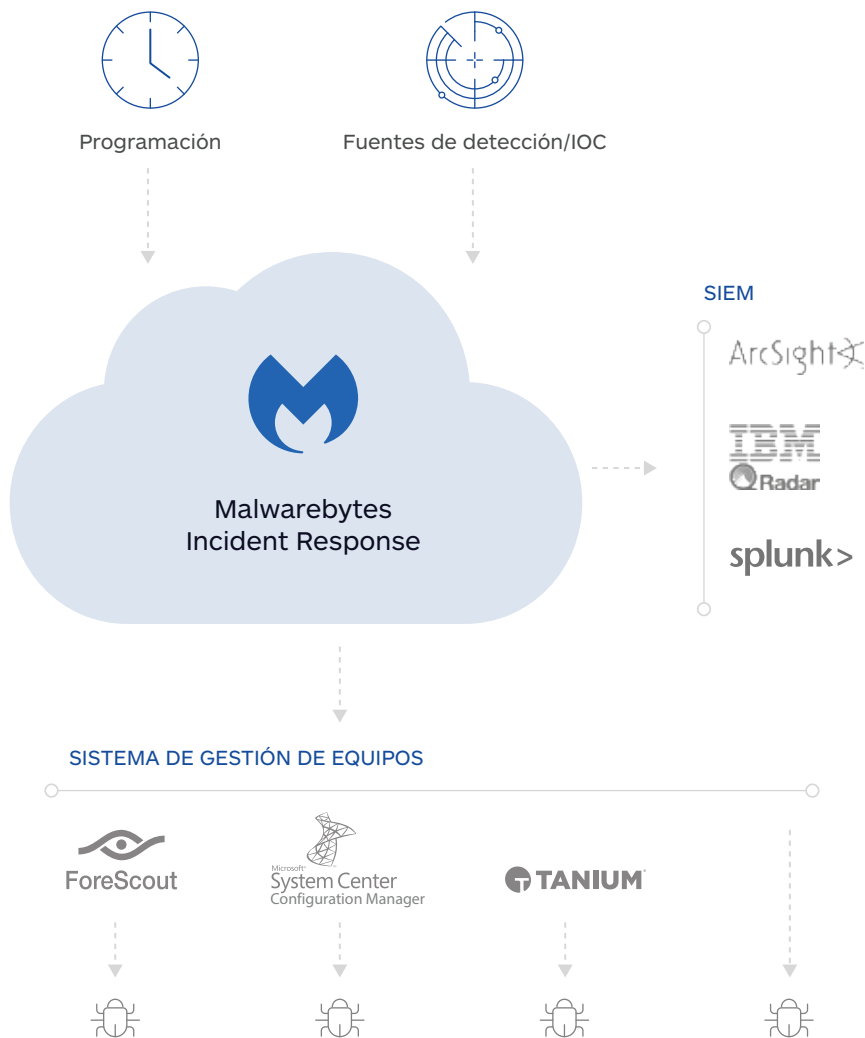 Programación
Fuentes de detección/IOC
Malwarebytes
Incident Response
SIEM
ArcSight
IBM
QRadar
splunk>
SISTEMA DE GESTIÓN DE EQUIPOS
ForeScout
Microsoft®
System Center
Configuration Manager
TANIUM